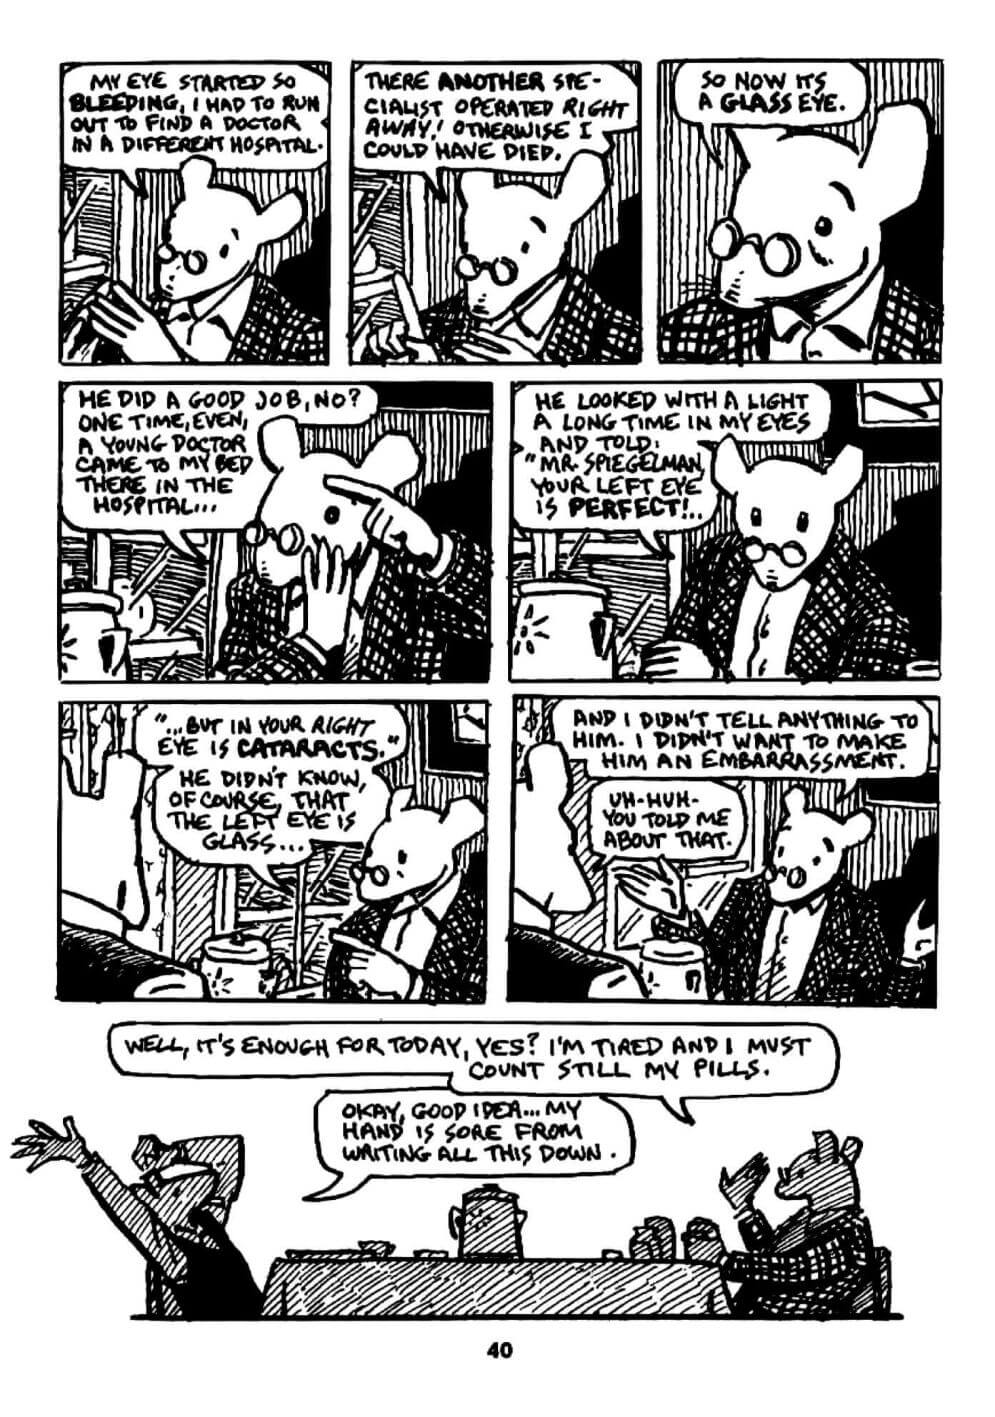 MY EYE STARTED SO
BLEEDING, I HAD TO RUN
OUT TO FIND A DOCTOR
IN A DIFFERENT HOSPITAL.
THERE ANOTHER SPE-
CIALIST OPERATED RIGHT
AWAY! OTHERWISE I
COULD HAVE DIED.
SO NOW ITS
A GLASS EYE.
HE DID A GOOD JOB, NO?
ONE TIME, EVEN,
A YOUNG DOCTOR
CAME TO MY BED
THERE IN THE
HOSPITAL...
HE LOOKED WITH A LIGHT
A LONG TIME IN MY EYES
AND TOLD:
"MR. SPIEGELMAN,
YOUR LEFT EYE
IS PERFECT!..
"...BUT IN YOUR RIGHT
EYE IS CATARACTS."
HE DIDN'T KNOW,
OF COURSE, THAT
THE LEFT EYE IS
GLASS...
AND I DIDN'T TELL ANYTHING TO
HIM. I DIDN'T WANT TO MAKE
HIM AN EMBARRASSMENT.
UH-HUH-
YOU TOLD ME
ABOUT THAT.
WELL, IT'S ENOUGH FOR TODAY, YES? I'M TIRED AND I MUST
COUNT STILL MY PILLS.
OKAY, GOOD IDEA... MY
HAND IS SORE FROM
WRITING ALL THIS DOWN.
40